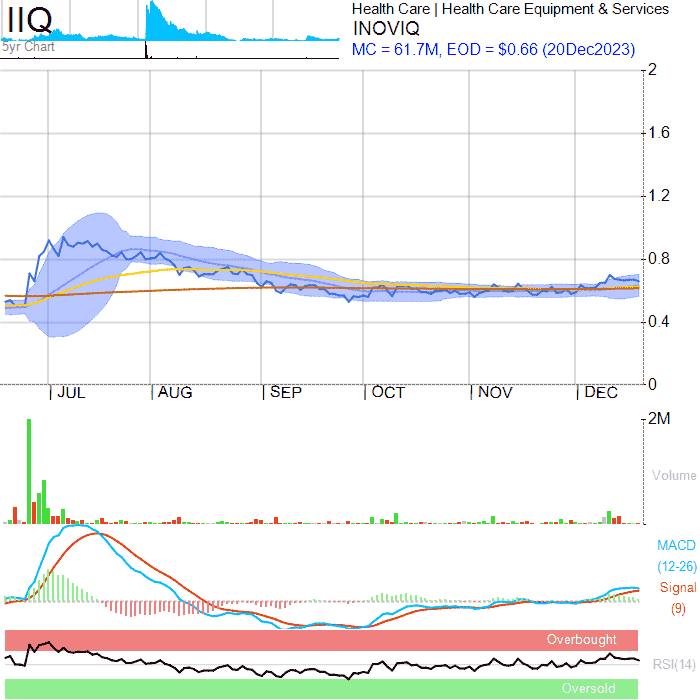 IIQ
5yr Chart
Health Care | Health Care Equipment & Services
INOVIQ
MC = 61.7M, EOD = $0.66 (20Dec2023)
2
1.6
1.2
0.8
0.4
0
JUL
AUG
SEP
OCT
NOV
DEC
2M
Volume
MACD
(12-26)
Signal
(9)
Overbought
RSI(14)
Oversold